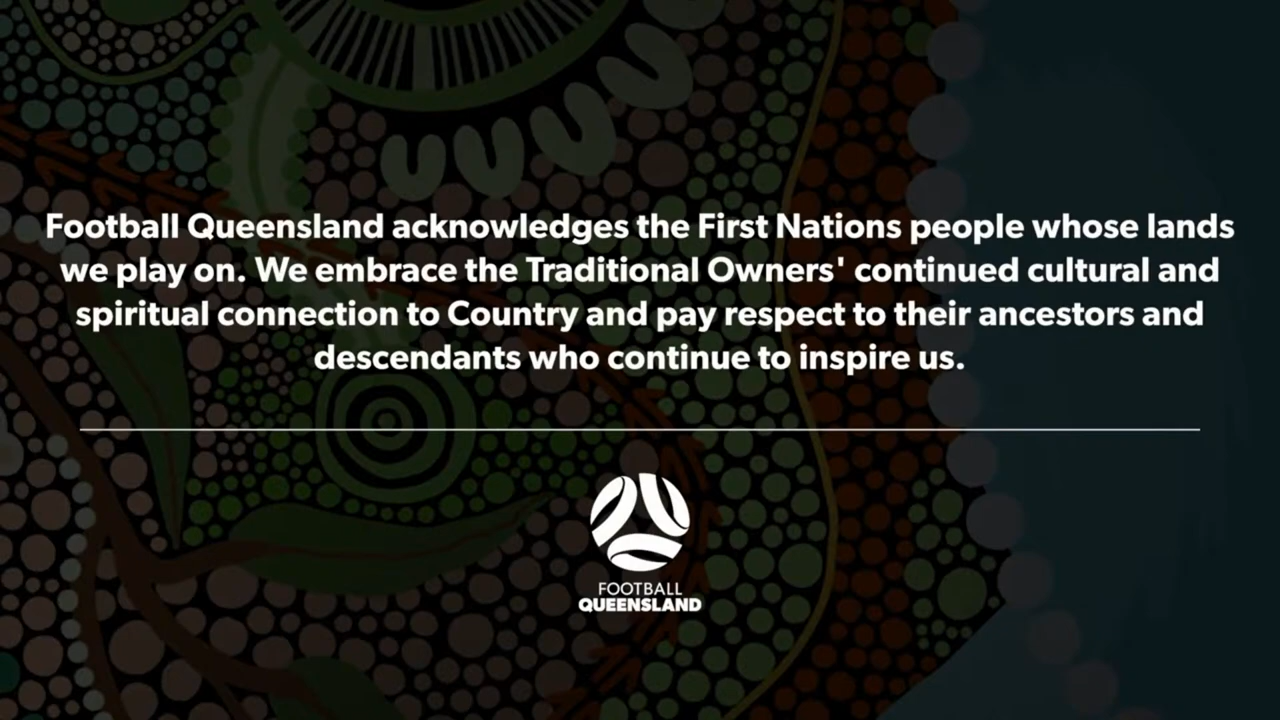 Football Queensland acknowledges the First Nations people whose lands
we play on. We embrace the Traditional Owners' continued cultural and
spiritual connection to Country and pay respect to their ancestors and
descendants who continue to inspire us.
FOOTBALL
QUEENSLAND